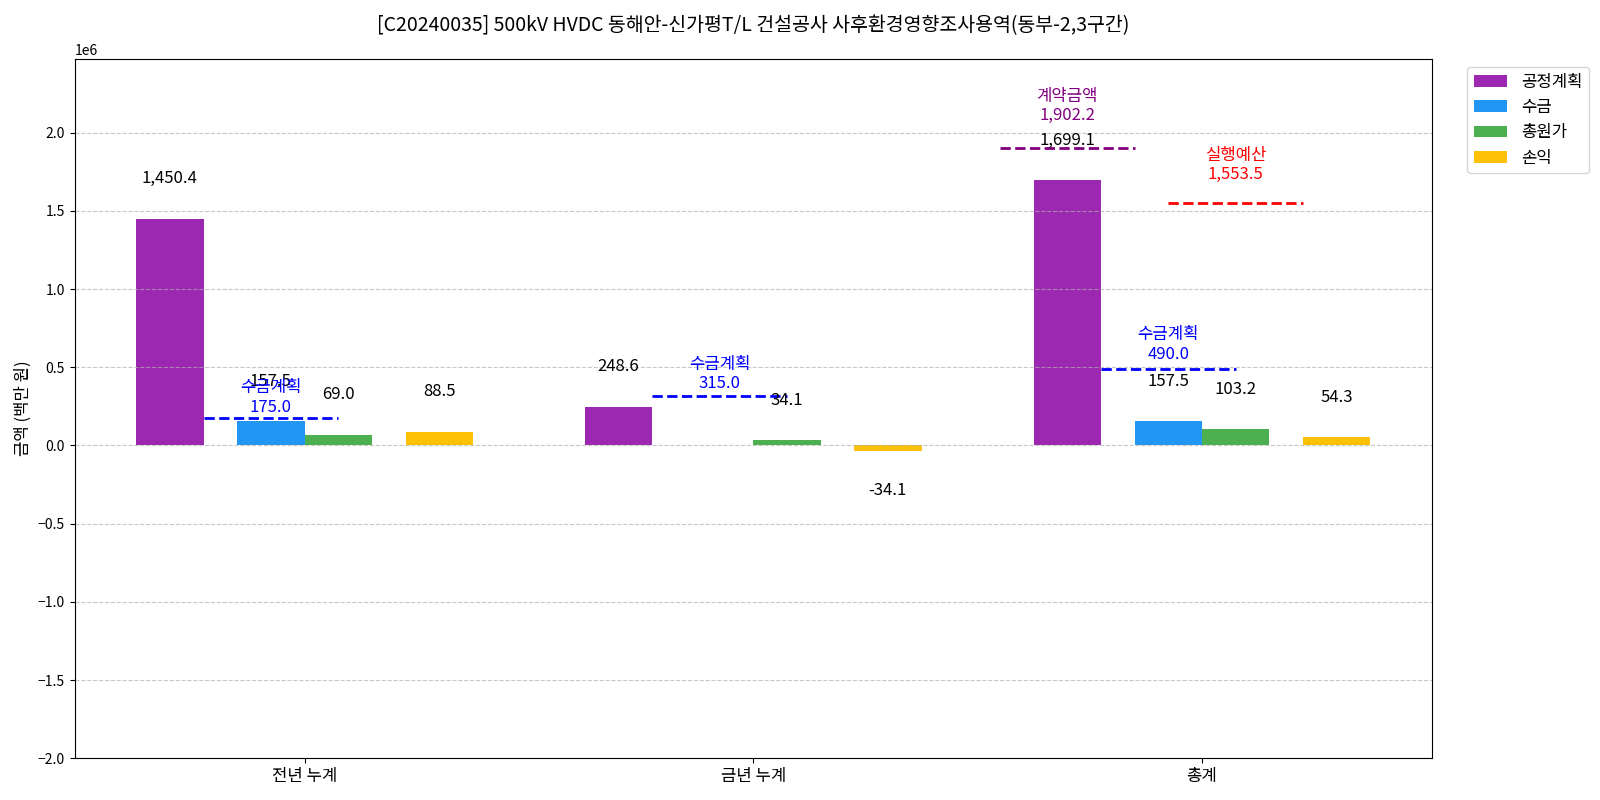 [C20240035] 500kV HVDC 동해안-신가평T/L 건설공사 사후환경영향조사용역(동부-2,3구간)
1e6
공정계획
수금
총원가
손익
금액 (백만 원)
2.0
1.5
1.0
0.5
0.0
−0.5
−1.0
−1.5
−2.0
1,450.4
157.5
수금계획
175.0
69.0
88.5
248.6
수금계획
315.0
34.1
-34.1
계약금액
1,902.2
1,699.1
실행예산
1,553.5
수금계획
490.0
157.5
103.2
54.3
전년 누계
금년 누계
총계